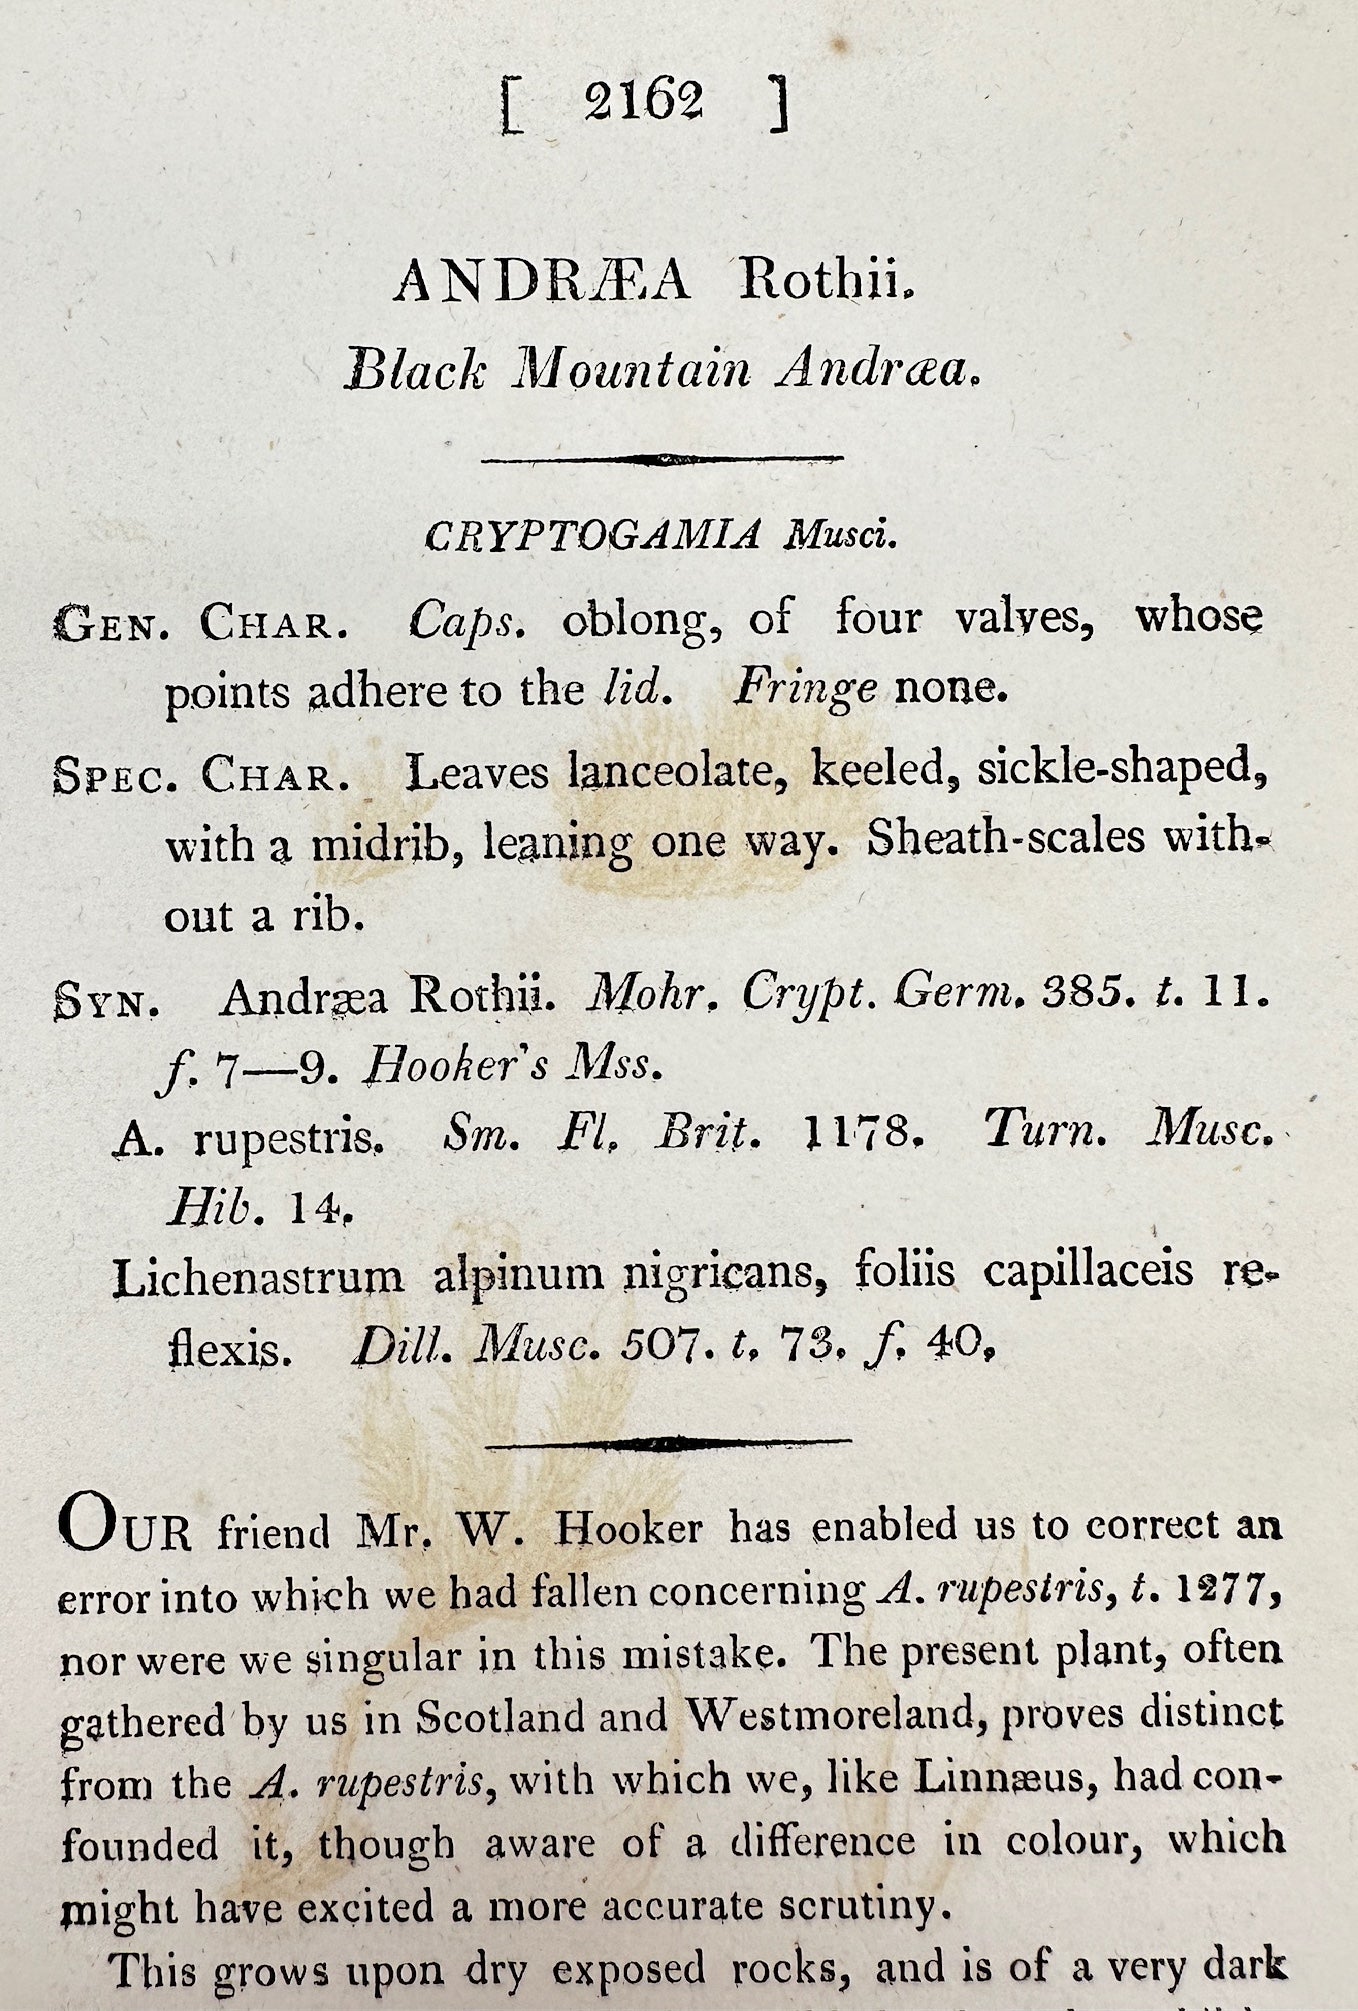 [ 2162 ]
ANDRÆA Rothii.
Black Mountain Andræa.
CRYPTOGAMIA Musci.
GEN. CHAR. Caps. oblong, of four valves, whose
points adhere to the lid. Fringe none.
SPEC. CHAR. Leaves lanceolate, keeled, sickle-shaped,
with a midrib, leaning one way. Sheath-scales with-
out a rib.
SYN. Andræa Rothii. Mohr. Crypt. Germ. 385. t. 11.
f. 7—9. Hooker's Mss.
A. rupestris. Sm. Fl. Brit. 1178. Turn. Musc.
Hib. 14.
Lichenastrum alpinum nigricans, foliis capillaceis re-
flexis. Dill. Musc. 507. t. 73. f. 40.
OUR friend Mr. W. Hooker has enabled us to correct an
error into which we had fallen concerning A. rupestris, t. 1277,
nor were we singular in this mistake. The present plant, often
gathered by us in Scotland and Westmoreland, proves distinct
from the A. rupestris, with which we, like Linnæus, had con-
founded it, though aware of a difference in colour, which
might have excited a more accurate scrutiny.
This grows upon dry exposed rocks, and is of a very dark